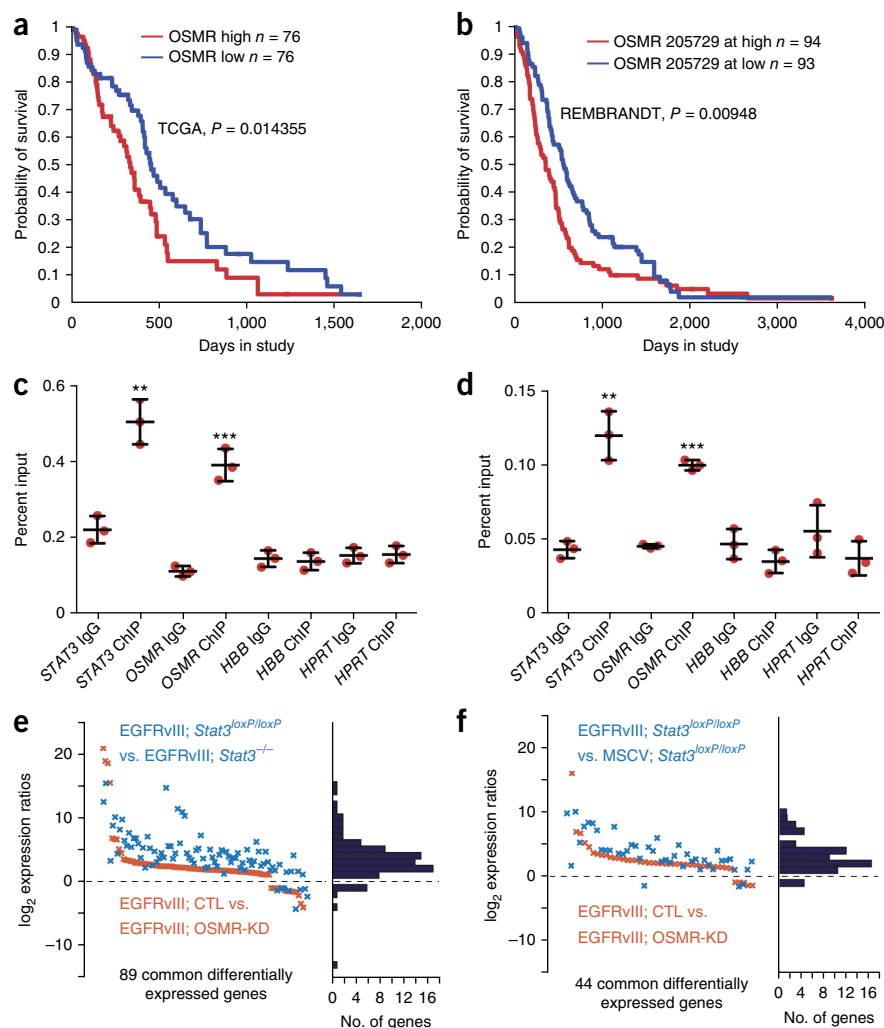 a
OSMR high n = 76
OSMR low n = 76
TCGA, P = 0.014355
Probability of survival
1
0.9
0.8
0.7
0.6
0.5
0.4
0.3
0.2
0.1
0
0 500 1,000 1,500 2,000
Days in study
b
OSMR 205729 at high n = 94
OSMR 205729 at low n = 93
REMBRANDT, P = 0.00948
Probability of survival
1
0.9
0.8
0.7
0.6
0.5
0.4
0.3
0.2
0.1
0
0 1,000 2,000 3,000 4,000
Days in study
c
Percent input
0.6
0.4
0.2
0
**
***
STAT3 IgG
STAT3 ChIP
OSMR IgG
OSMR ChIP
HBB IgG
HBB ChIP
HPRT IgG
HPRT ChIP
d
Percent input
0.15
0.10
0.05
0
**
***
STAT3 IgG
STAT3 ChIP
OSMR IgG
OSMR ChIP
HBB IgG
HBB ChIP
HPRT IgG
HPRT ChIP
e
log2 expression ratios
20
10
0
−10
EGFRvIII; Stat3loxP/loxP
vs. EGFRvIII; Stat3−/−
EGFRvIII; CTL vs.
EGFRvIII; OSMR-KD
89 common differentially
expressed genes
0 4 8 12 16
No. of genes
f
log2 expression ratios
20
10
0
−10
EGFRvIII; Stat3loxP/loxP
vs. MSCV; Stat3loxP/loxP
EGFRvIII; CTL vs.
EGFRvIII; OSMR-KD
44 common differentially
expressed genes
0 4 8 12 16
No. of genes